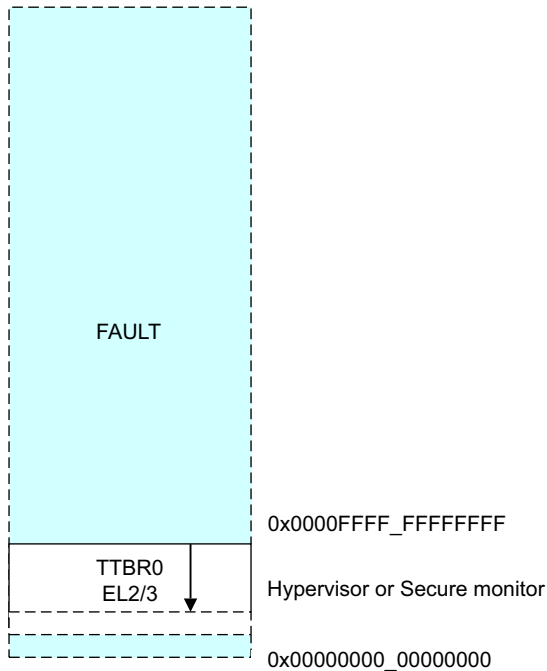 FAULT
0x0000FFFF_FFFFFFFF
TTBR0
EL2/3
Hypervisor or Secure monitor
0x00000000_00000000